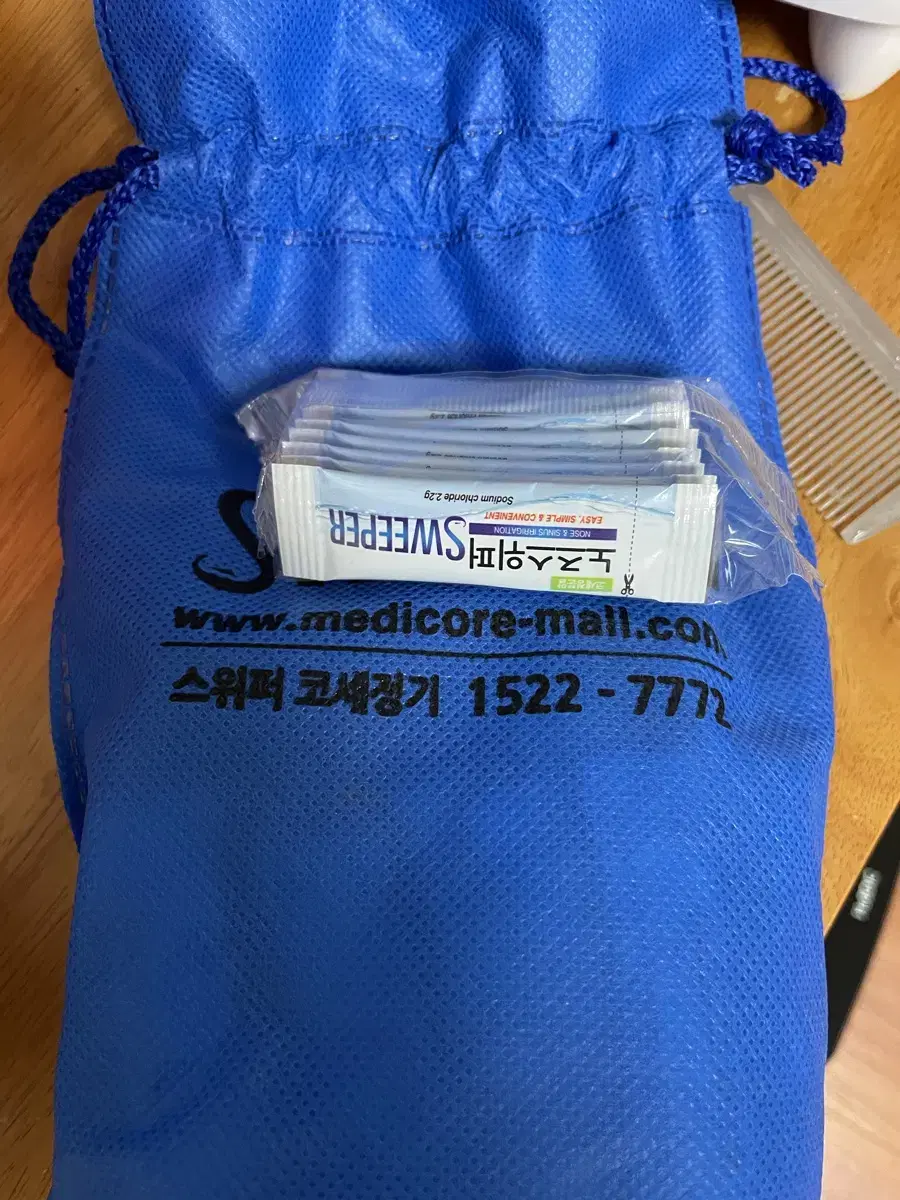 노즈스위퍼
NOSE & SINUS IRRIGATION
SWEEPER
EASY, SIMPLE & CONVENIENT
Sodium chloride 2.2g
S
www.medicore-mall.com
스위퍼 코세정기 1522-7772